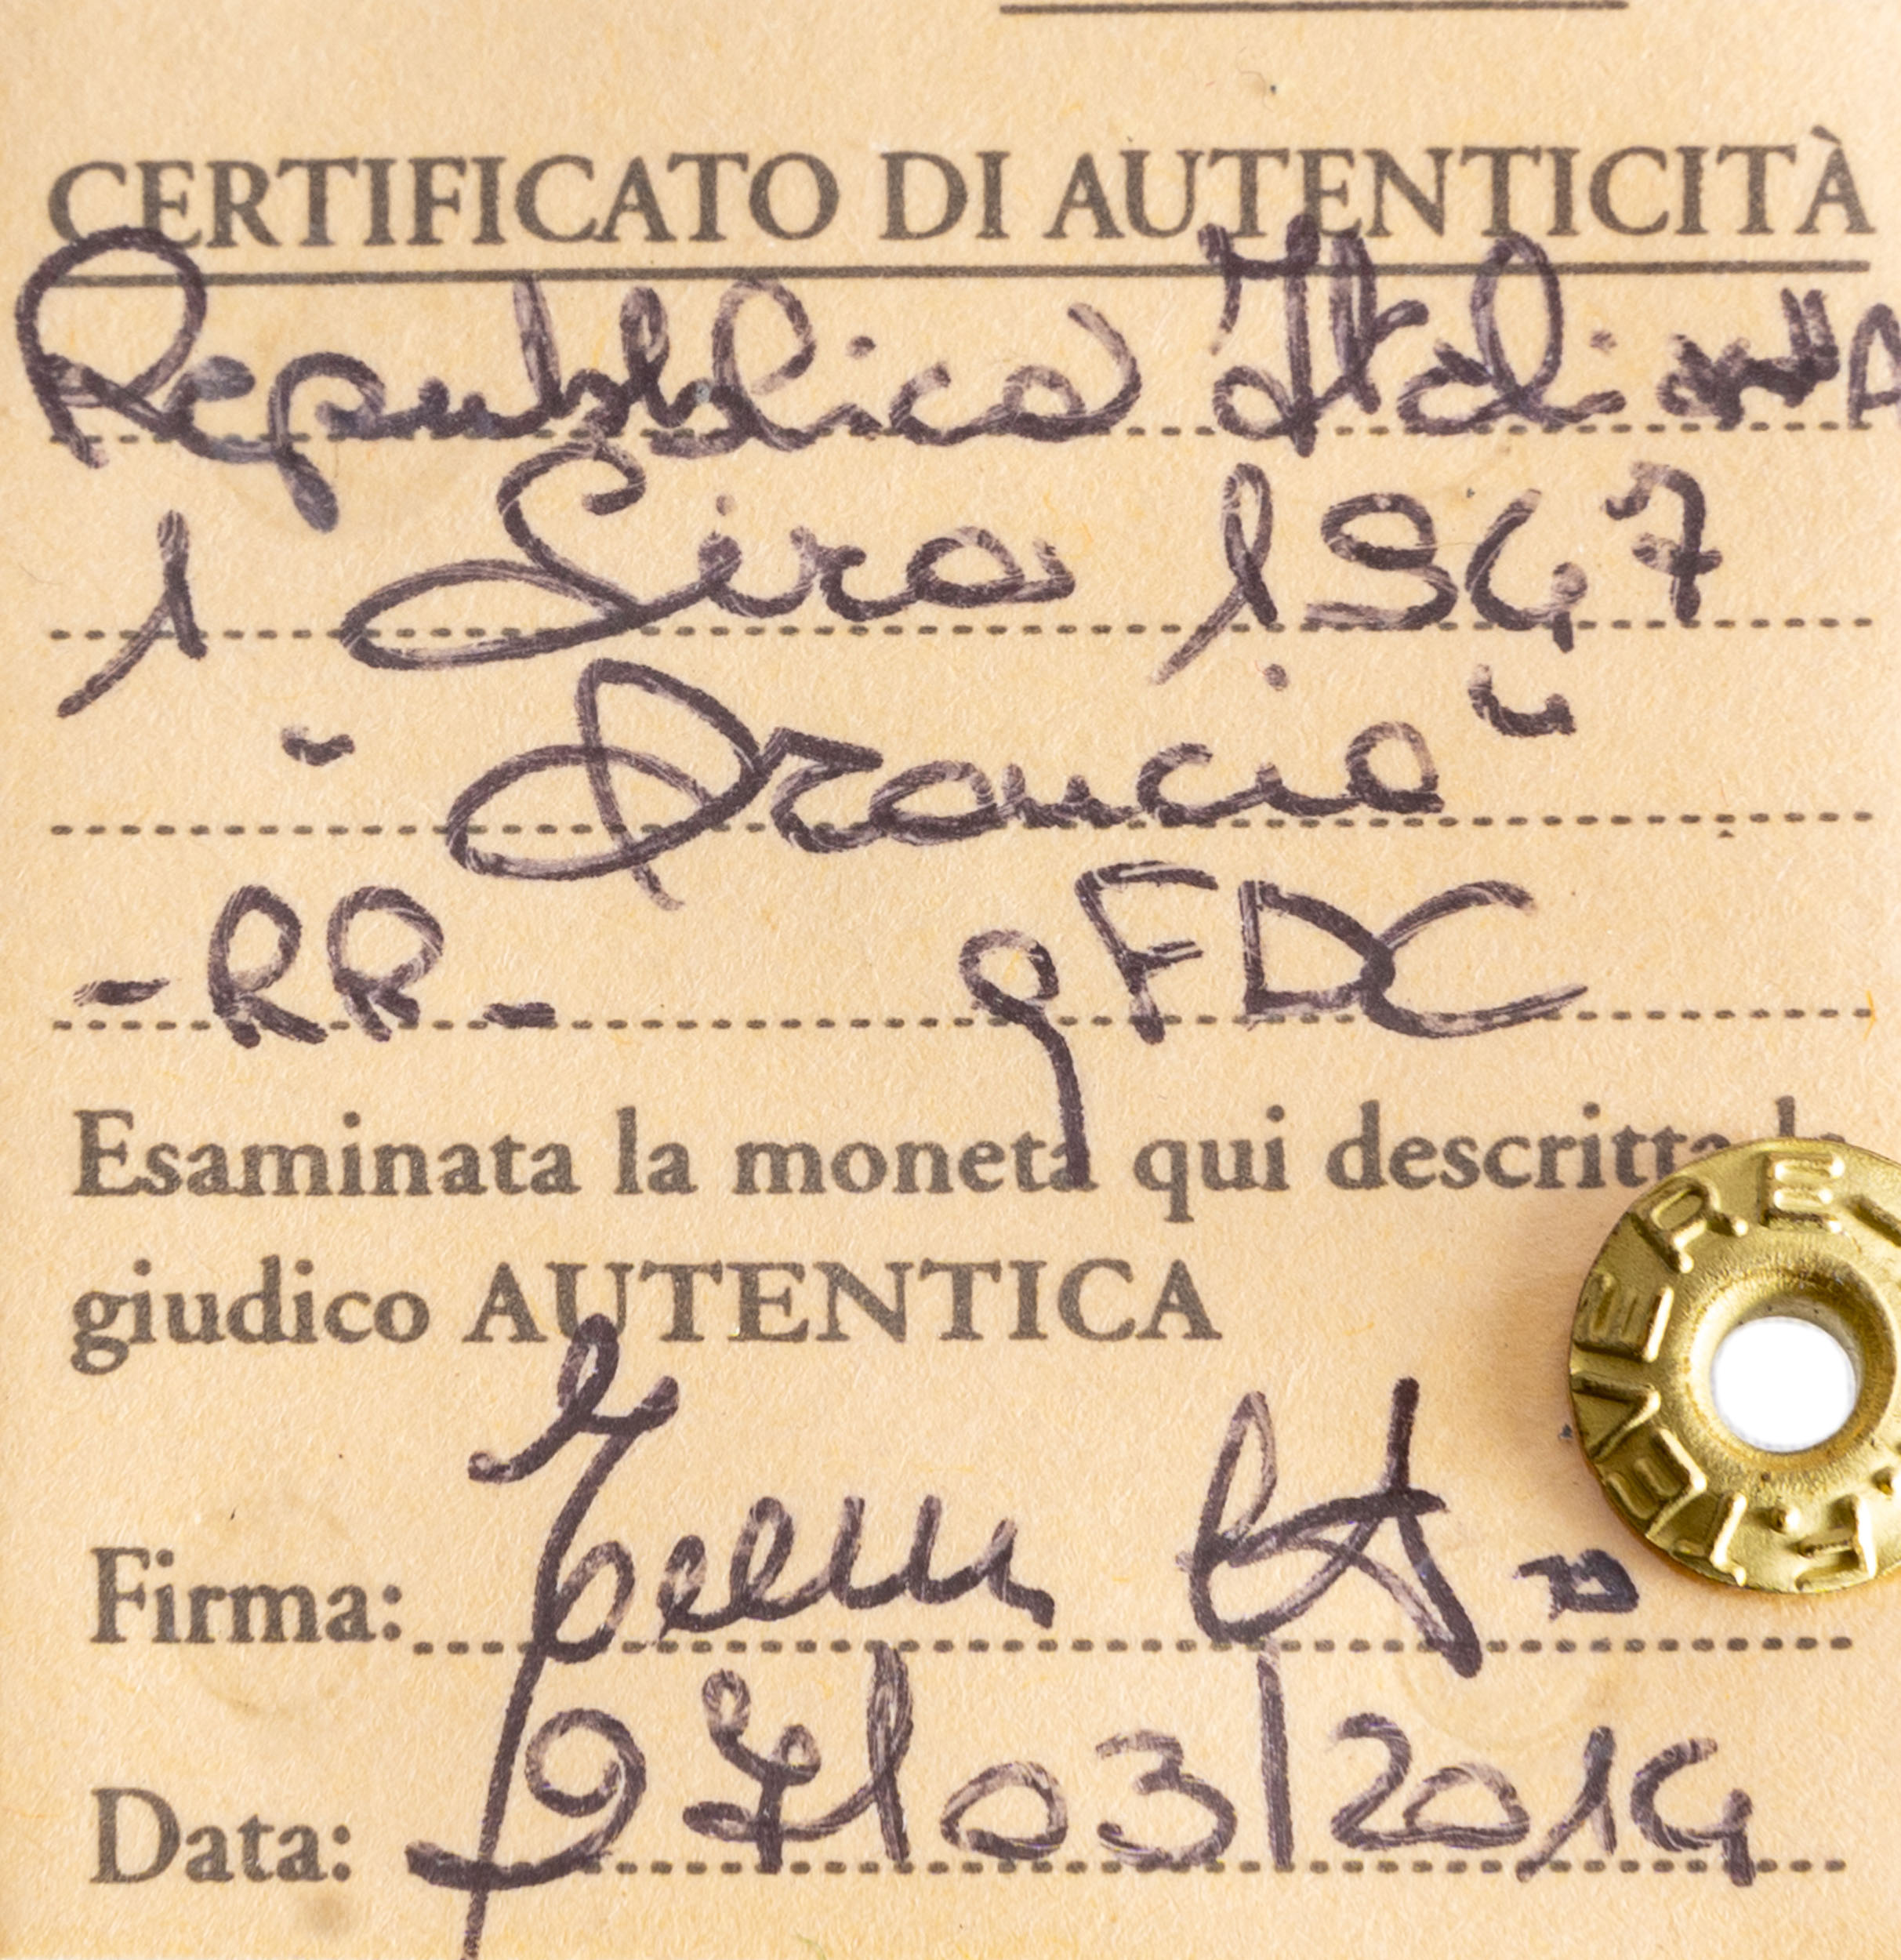 CERTIFICATO DI AUTENTICITÀ
Repubblica Italiana
1 Lira 1947
"Arancia"
- RR - qFDC
Esaminata la moneta qui descritta la
giudico AUTENTICA
Firma:
Data: 27/03/2014